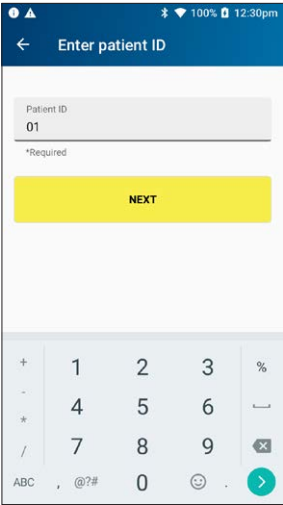 100% 12:30pm
Enter patient ID
Patient ID
01
*Required
NEXT
+ 1 2 3 %
-
4 5 6
*
/ 7 8 9
ABC , @?# 0 .